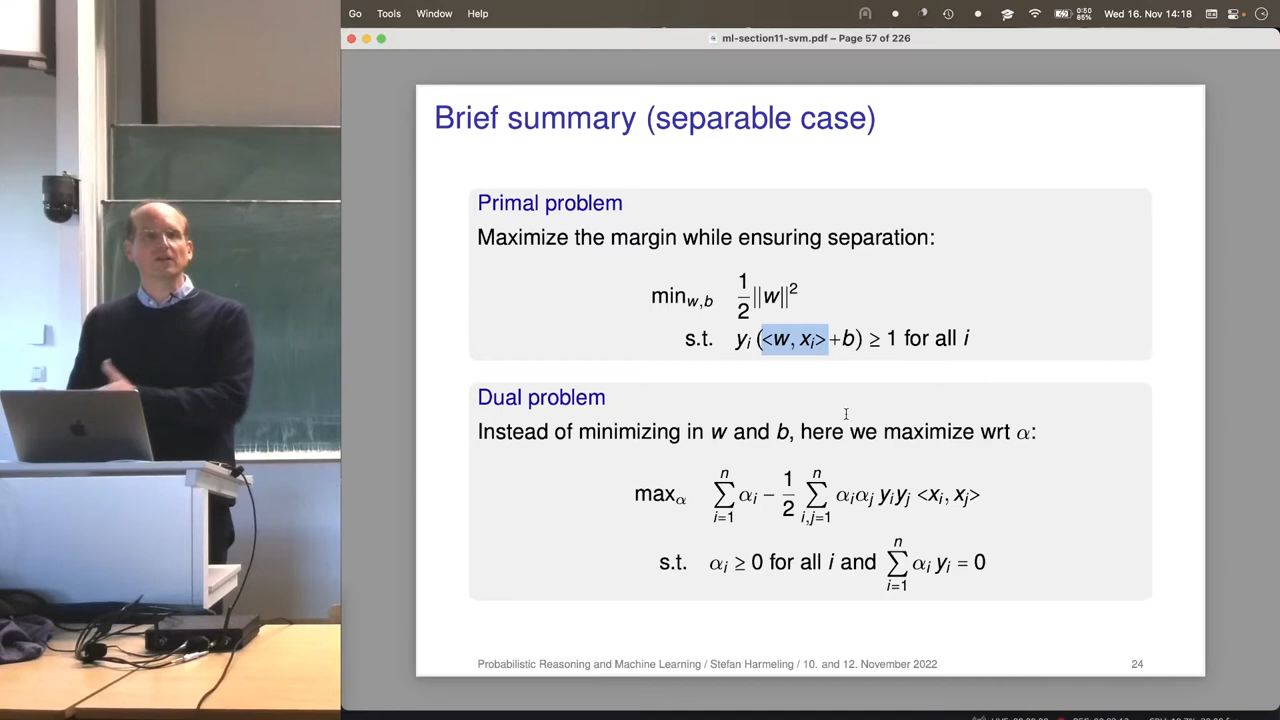 Go Tools Window Help
0:50
85%
Wed 16. Nov 14:18
ml-section11-svm.pdf – Page 57 of 226
Brief summary (separable case)
Primal problem
Maximize the margin while ensuring separation:
min_{w,b} 1/2 ||w||²
s.t. y_i (<w, x_i> + b) ≥ 1 for all i
Dual problem
Instead of minimizing in w and b, here we maximize wrt α:
max_α ∑_{i=1}^{n} α_i − 1/2 ∑_{i,j=1}^{n} α_i α_j y_i y_j <x_i, x_j>
s.t. α_i ≥ 0 for all i and ∑_{i=1}^{n} α_i y_i = 0
Probabilistic Reasoning and Machine Learning / Stefan Harmeling / 10. and 12. November 2022
24